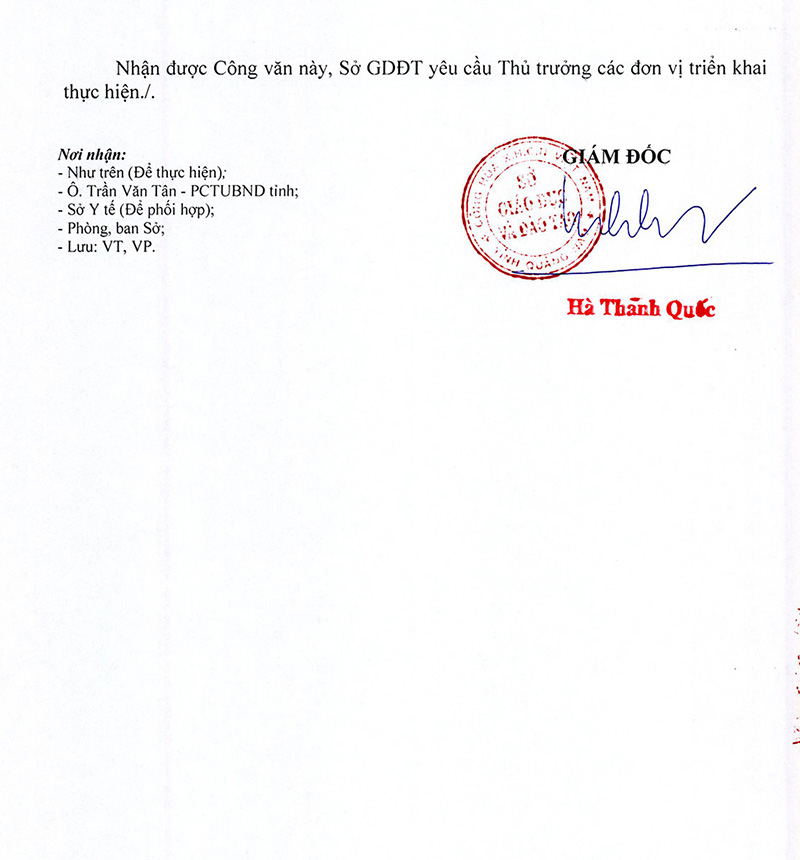 Nhận được Công văn này, Sở GDĐT yêu cầu Thủ trưởng các đơn vị triển khai
thực hiện./.
Nơi nhận:
- Như trên (Để thực hiện);
- Ô. Trần Văn Tân - PCTUBND tỉnh;
- Sở Y tế (Để phối hợp);
- Phòng, ban Sở;
- Lưu: VT, VP.
GIÁM ĐỐC
SỞ
GIÁO DỤC
VÀ ĐÀO TẠO
TỈNH QUẢNG
Hà Thanh Quốc